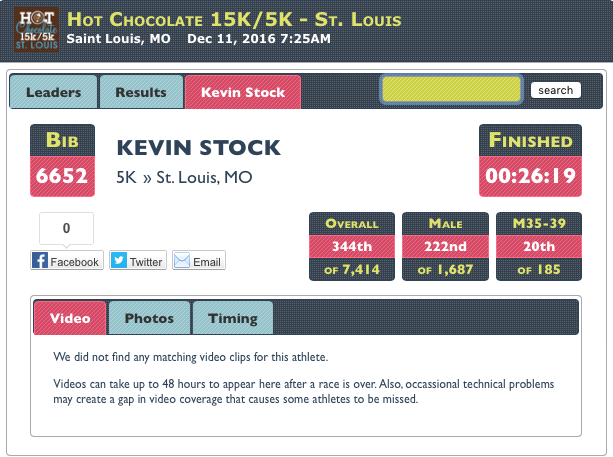 HOT
Chocolate
15k/5k
ST. LOUIS
HOT CHOCOLATE 15K/5K - ST. LOUIS
Saint Louis, MO Dec 11, 2016 7:25AM
Leaders Results Kevin Stock search
BIB
6652
KEVIN STOCK
5K » St. Louis, MO
FINISHED
00:26:19
0
Facebook Twitter Email
OVERALL
344th
OF 7,414
MALE
222nd
OF 1,687
M35-39
20th
OF 185
Video Photos Timing
We did not find any matching video clips for this athlete.
Videos can take up to 48 hours to appear here after a race is over. Also, occassional technical problems
may create a gap in video coverage that causes some athletes to be missed.